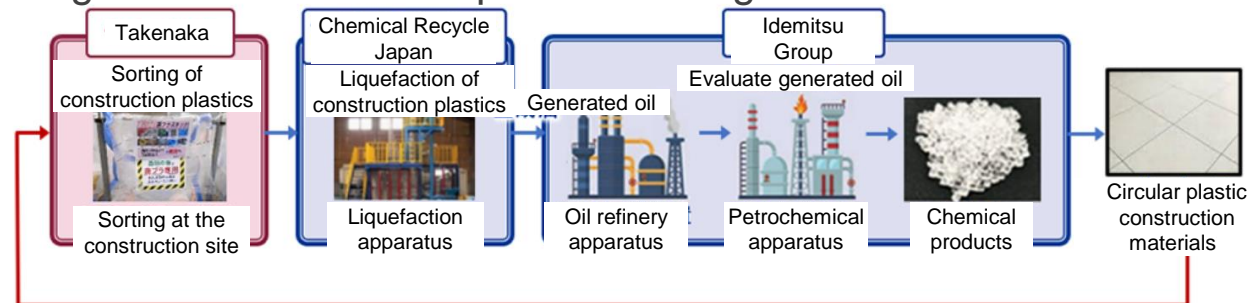 Takenaka
Sorting of
construction plastics
Sorting at the
construction site
Chemical Recycle
Japan
Liquefaction of
construction plastics
Liquefaction
apparatus
Generated oil
Idemitsu
Group
Evaluate generated oil
Oil refinery
apparatus
Petrochemical
apparatus
Chemical
products
Circular plastic
construction
materials